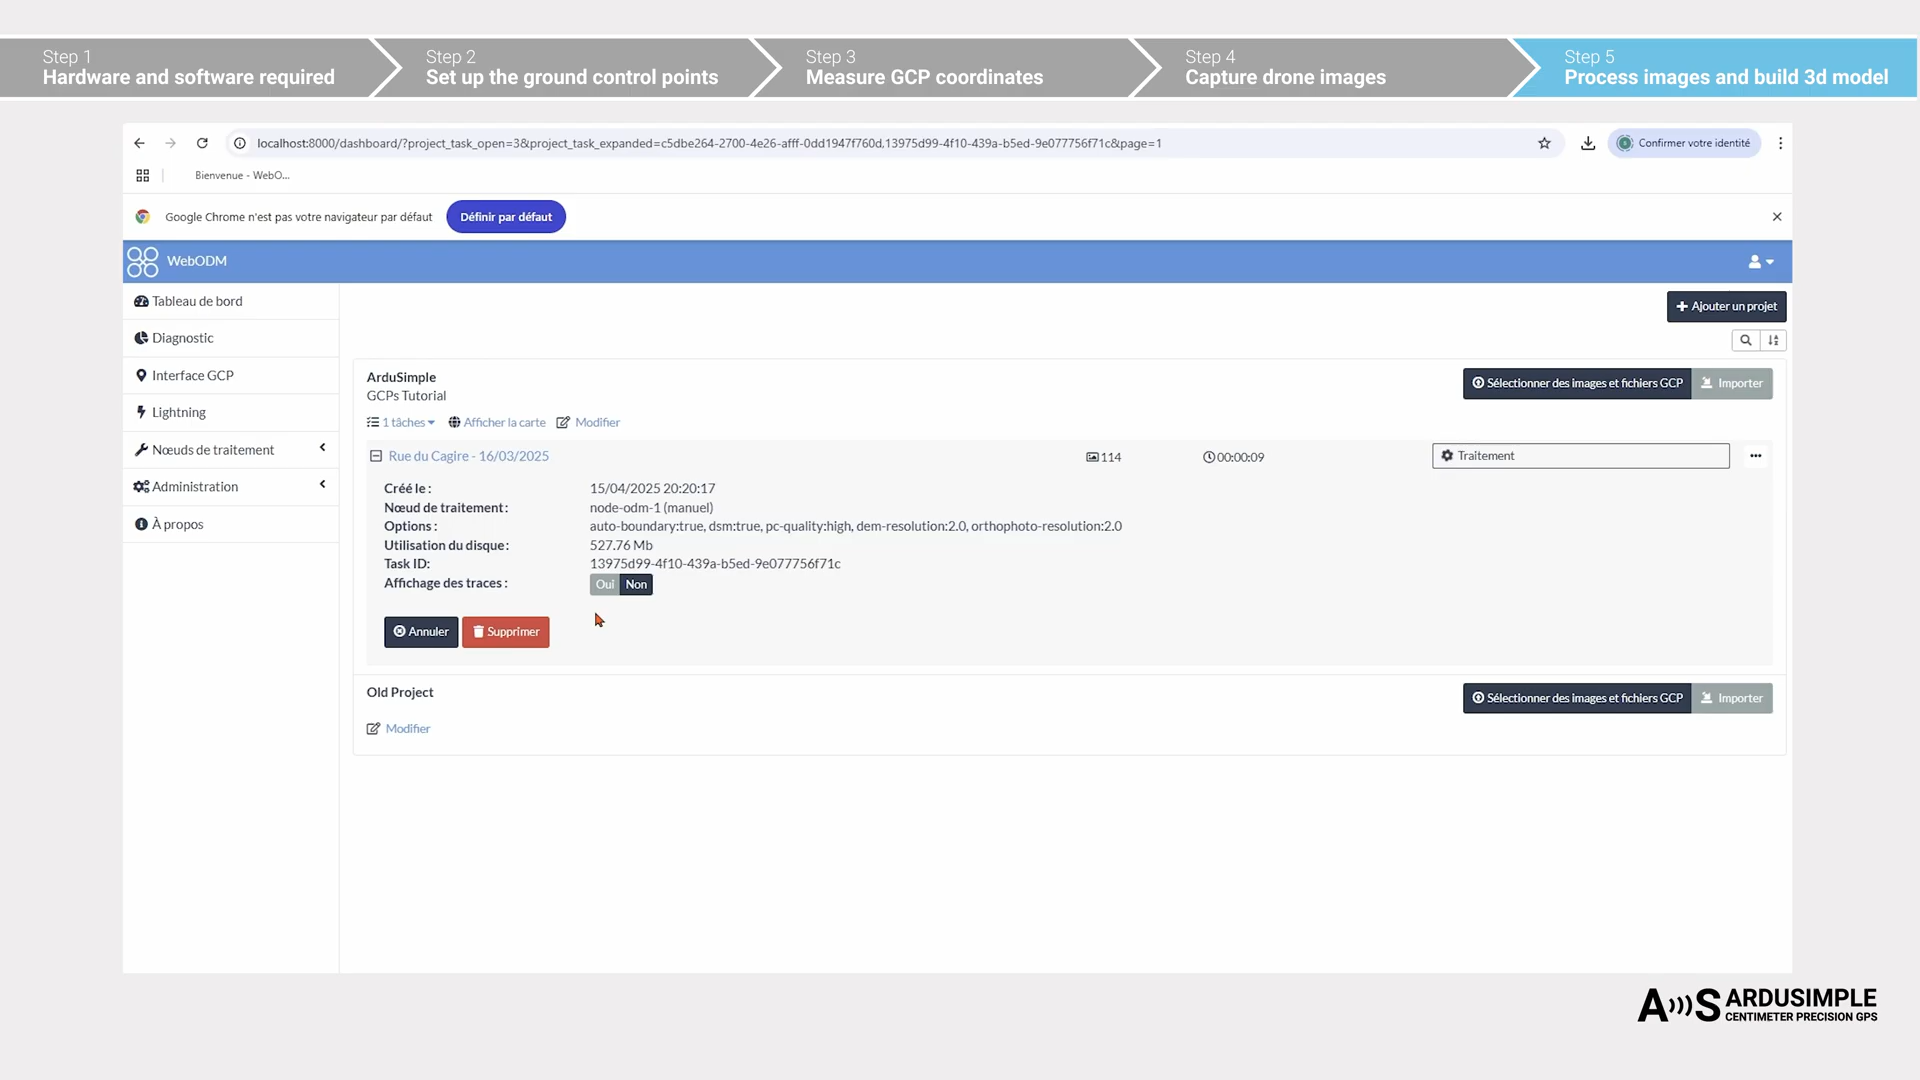 Step 1
Hardware and software required
Step 2
Set up the ground control points
Step 3
Measure GCP coordinates
Step 4
Capture drone images
Step 5
Process images and build 3d model
localhost:8000/dashboard/?project_task_open=3&project_task_expanded=c5dbe264-2700-4e26-afff-0dd1947f760d,13975d99-4f10-439a-b5ed-9e077756f71c&page=1
Confirmer votre identité
Bienvenue - WebO...
Google Chrome n'est pas votre navigateur par défaut
Définir par défaut
WebODM
Tableau de bord
Diagnostic
Interface GCP
Lightning
Nœuds de traitement
Administration
À propos
Ajouter un projet
ArduSimple
GCPs Tutorial
Sélectionner des images et fichiers GCP
Importer
1 tâches
Afficher la carte
Modifier
Rue du Cagire - 16/03/2025
114
00:00:09
Traitement
Créé le : 15/04/2025 20:20:17
Nœud de traitement : node-odm-1 (manuel)
Options : auto-boundary:true, dsm:true, pc-quality:high, dem-resolution:2.0, orthophoto-resolution:2.0
Utilisation du disque : 527.76 Mb
Task ID: 13975d99-4f10-439a-b5ed-9e077756f71c
Affichage des traces : Oui Non
Annuler
Supprimer
Old Project
Sélectionner des images et fichiers GCP
Importer
Modifier
A S ARDUSIMPLE
CENTIMETER PRECISION GPS